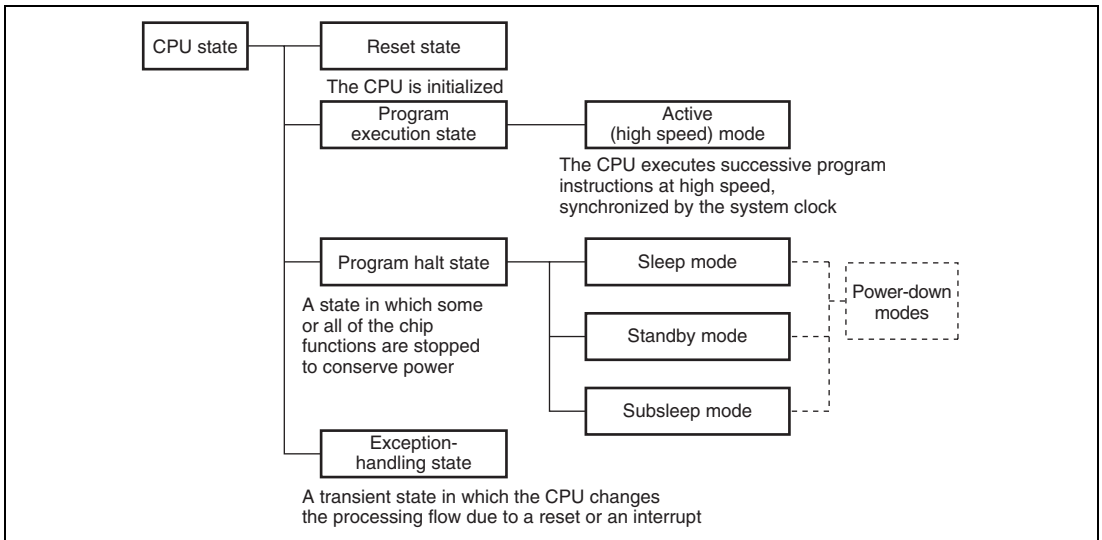 CPU state
Reset state
The CPU is initialized
Program
execution state
Active
(high speed) mode
The CPU executes successive program
instructions at high speed,
synchronized by the system clock
Program halt state
A state in which some
or all of the chip
functions are stopped
to conserve power
Sleep mode
Standby mode
Subsleep mode
Power-down
modes
Exception-
handling state
A transient state in which the CPU changes
the processing flow due to a reset or an interrupt